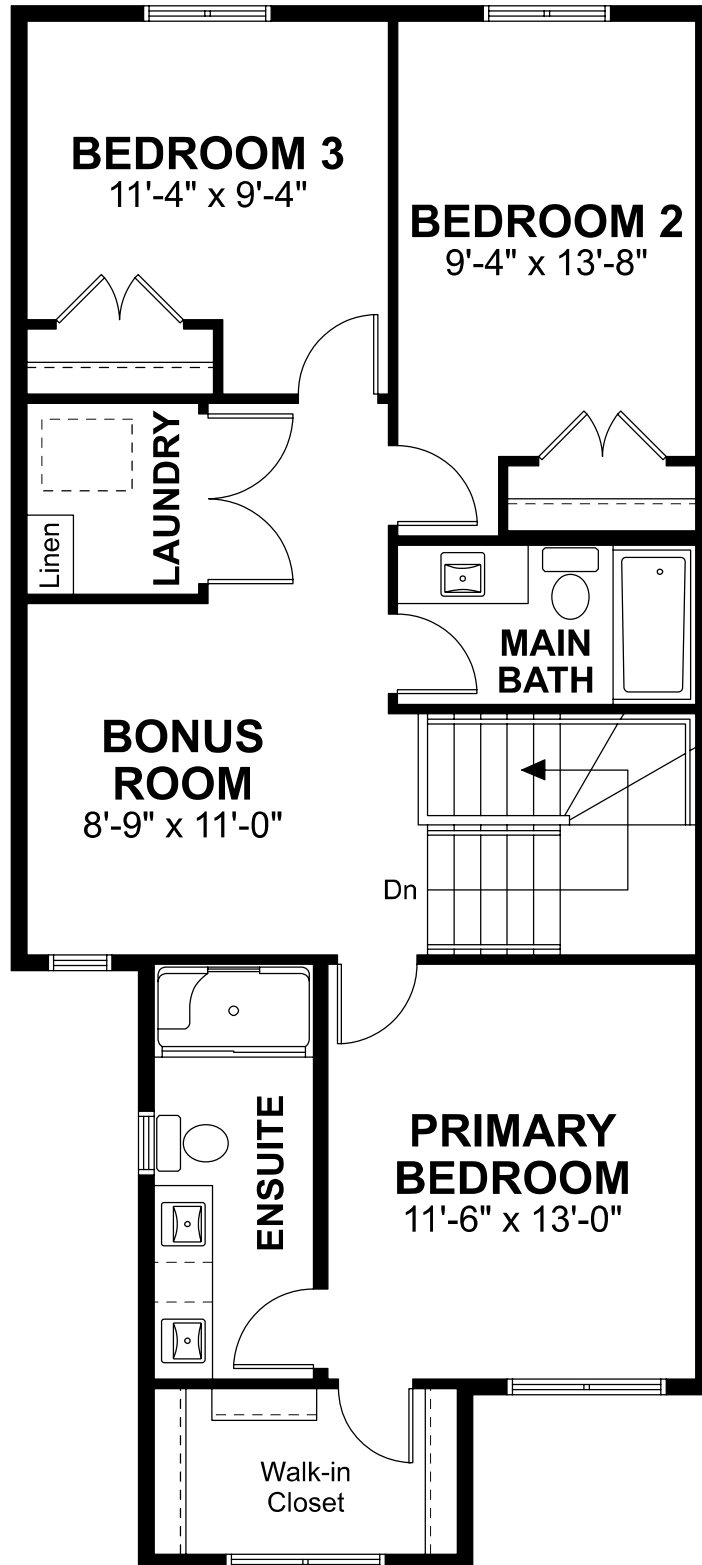 BEDROOM 3
11'-4" x 9'-4"
BEDROOM 2
9'-4" x 13'-8"
LAUNDRY
Linen
MAIN
BATH
BONUS
ROOM
8'-9" x 11'-0"
Dn
ENSUITE
PRIMARY
BEDROOM
11'-6" x 13'-0"
Walk-in
Closet